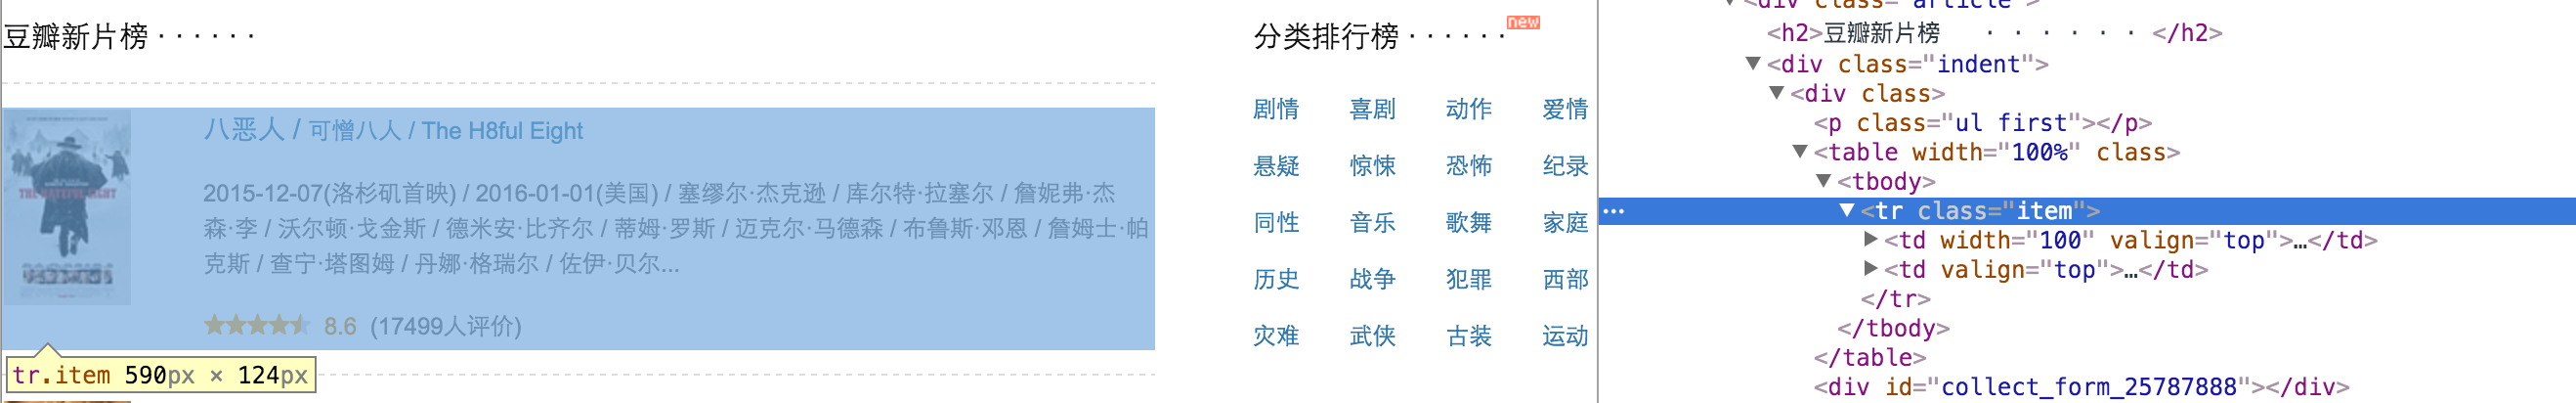 豆瓣新片榜 · · · · · ·
八恶人 / 可憎八人 / The H8ful Eight
THE HATEFUL EIGHT
2015-12-07(洛杉矶首映) / 2016-01-01(美国) / 塞缪尔·杰克逊 / 库尔特·拉塞尔 / 詹妮弗·杰
森·李 / 沃尔顿·戈金斯 / 德米安·比齐尔 / 蒂姆·罗斯 / 迈克尔·马德森 / 布鲁斯·邓恩 / 詹姆士·帕
克斯 / 查宁·塔图姆 / 丹娜·格瑞尔 / 佐伊·贝尔...
8.6 (17499人评价)
tr.item 590px × 124px
分类排行榜 · · · · · · new
剧情 喜剧 动作 爱情
悬疑 惊悚 恐怖 纪录
同性 音乐 歌舞 家庭
历史 战争 犯罪 西部
灾难 武侠 古装 运动
▼<div class="article">
<h2>豆瓣新片榜 · · · · · · </h2>
▼<div class="indent">
▼<div class>
<p class="ul first"></p>
▼<table width="100%" class>
▼<tbody>
… ▼<tr class="item">
▶<td width="100" valign="top">…</td>
▶<td valign="top">…</td>
</tr>
</tbody>
</table>
<div id="collect_form_25787888"></div>